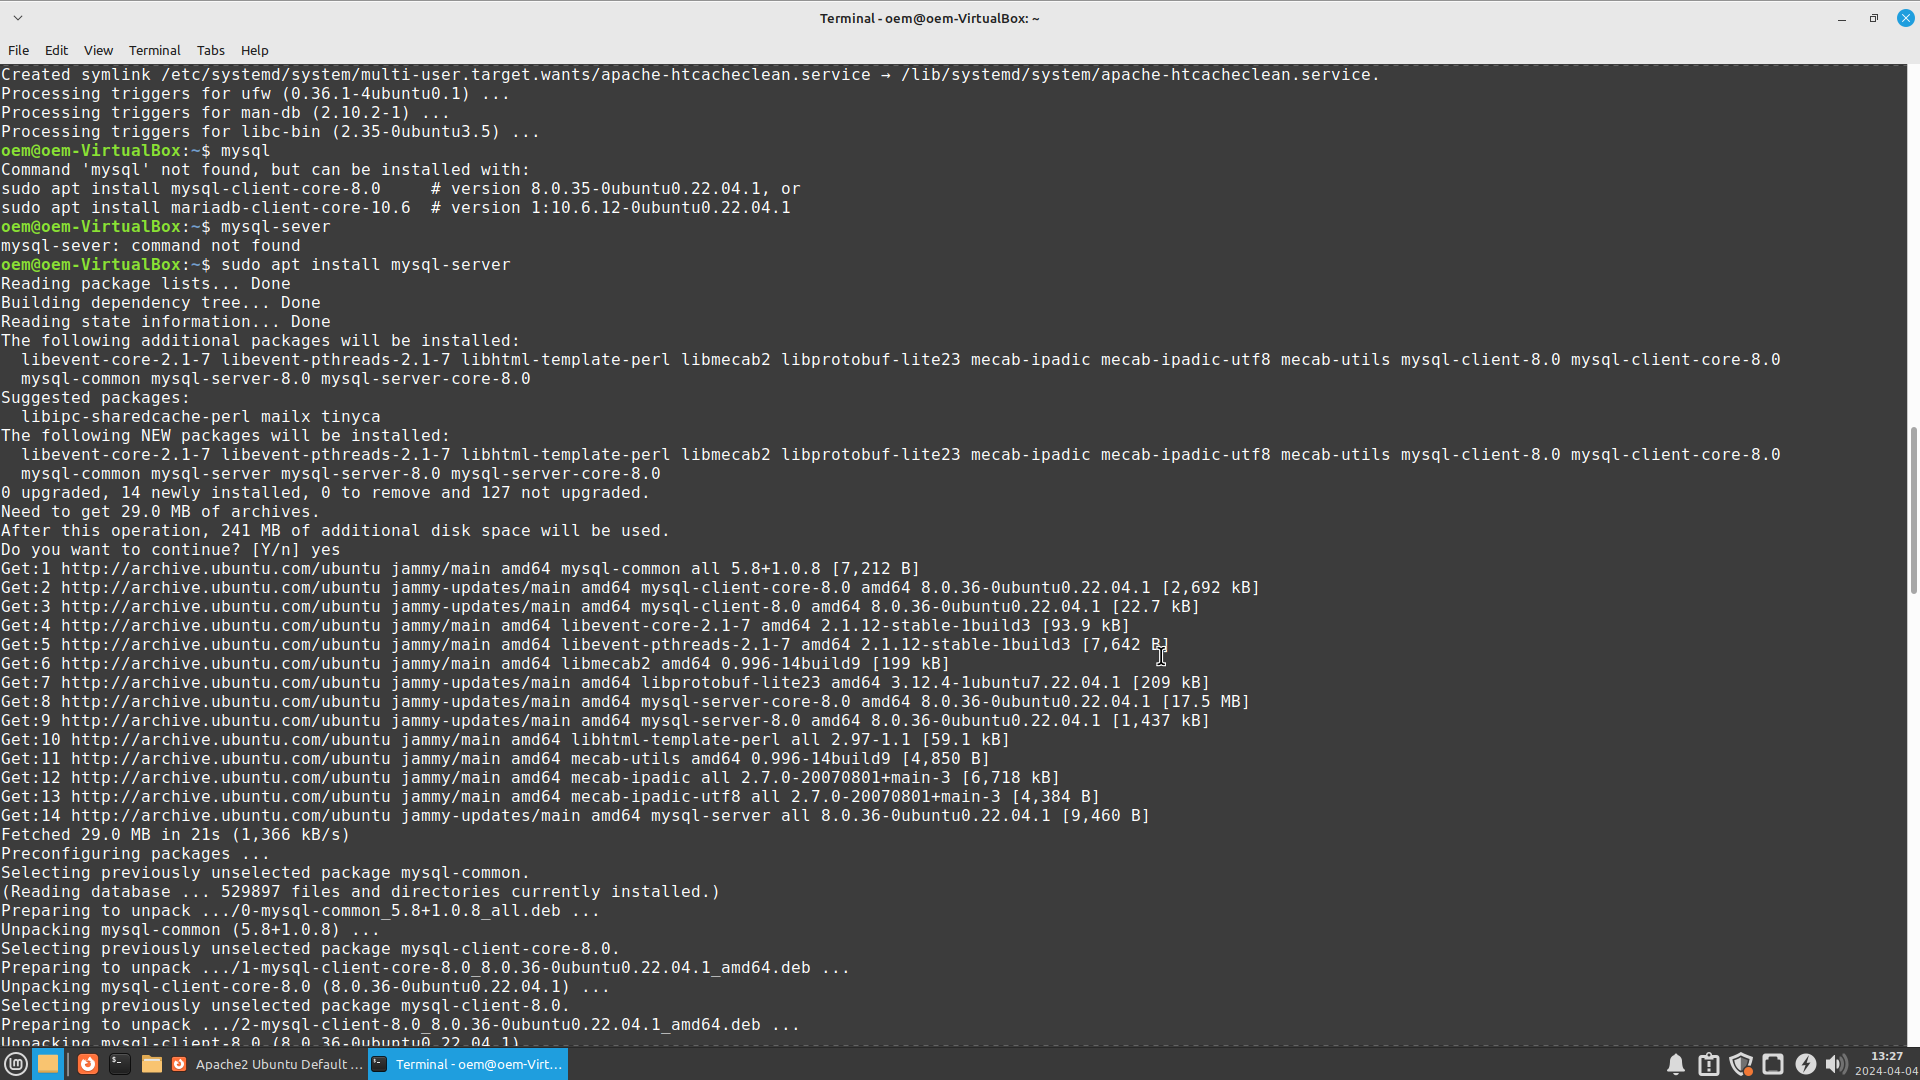 Terminal - oem@oem-VirtualBox: ~
File Edit View Terminal Tabs Help
Created symlink /etc/systemd/system/multi-user.target.wants/apache-htcacheclean.service → /lib/systemd/system/apache-htcacheclean.service.
Processing triggers for ufw (0.36.1-4ubuntu0.1) ...
Processing triggers for man-db (2.10.2-1) ...
Processing triggers for libc-bin (2.35-0ubuntu3.5) ...
oem@oem-VirtualBox:~$ mysql
Command 'mysql' not found, but can be installed with:
sudo apt install mysql-client-core-8.0     # version 8.0.35-0ubuntu0.22.04.1, or
sudo apt install mariadb-client-core-10.6  # version 1:10.6.12-0ubuntu0.22.04.1
oem@oem-VirtualBox:~$ mysql-sever
mysql-sever: command not found
oem@oem-VirtualBox:~$ sudo apt install mysql-server
Reading package lists... Done
Building dependency tree... Done
Reading state information... Done
The following additional packages will be installed:
  libevent-core-2.1-7 libevent-pthreads-2.1-7 libhtml-template-perl libmecab2 libprotobuf-lite23 mecab-ipadic mecab-ipadic-utf8 mecab-utils mysql-client-8.0 mysql-client-core-8.0
  mysql-common mysql-server-8.0 mysql-server-core-8.0
Suggested packages:
  libipc-sharedcache-perl mailx tinyca
The following NEW packages will be installed:
  libevent-core-2.1-7 libevent-pthreads-2.1-7 libhtml-template-perl libmecab2 libprotobuf-lite23 mecab-ipadic mecab-ipadic-utf8 mecab-utils mysql-client-8.0 mysql-client-core-8.0
  mysql-common mysql-server mysql-server-8.0 mysql-server-core-8.0
0 upgraded, 14 newly installed, 0 to remove and 127 not upgraded.
Need to get 29.0 MB of archives.
After this operation, 241 MB of additional disk space will be used.
Do you want to continue? [Y/n] yes
Get:1 http://archive.ubuntu.com/ubuntu jammy/main amd64 mysql-common all 5.8+1.0.8 [7,212 B]
Get:2 http://archive.ubuntu.com/ubuntu jammy-updates/main amd64 mysql-client-core-8.0 amd64 8.0.36-0ubuntu0.22.04.1 [2,692 kB]
Get:3 http://archive.ubuntu.com/ubuntu jammy-updates/main amd64 mysql-client-8.0 amd64 8.0.36-0ubuntu0.22.04.1 [22.7 kB]
Get:4 http://archive.ubuntu.com/ubuntu jammy/main amd64 libevent-core-2.1-7 amd64 2.1.12-stable-1build3 [93.9 kB]
Get:5 http://archive.ubuntu.com/ubuntu jammy/main amd64 libevent-pthreads-2.1-7 amd64 2.1.12-stable-1build3 [7,642 B]
Get:6 http://archive.ubuntu.com/ubuntu jammy/main amd64 libmecab2 amd64 0.996-14build9 [199 kB]
Get:7 http://archive.ubuntu.com/ubuntu jammy-updates/main amd64 libprotobuf-lite23 amd64 3.12.4-1ubuntu7.22.04.1 [209 kB]
Get:8 http://archive.ubuntu.com/ubuntu jammy-updates/main amd64 mysql-server-core-8.0 amd64 8.0.36-0ubuntu0.22.04.1 [17.5 MB]
Get:9 http://archive.ubuntu.com/ubuntu jammy-updates/main amd64 mysql-server-8.0 amd64 8.0.36-0ubuntu0.22.04.1 [1,437 kB]
Get:10 http://archive.ubuntu.com/ubuntu jammy/main amd64 libhtml-template-perl all 2.97-1.1 [59.1 kB]
Get:11 http://archive.ubuntu.com/ubuntu jammy/main amd64 mecab-utils amd64 0.996-14build9 [4,850 B]
Get:12 http://archive.ubuntu.com/ubuntu jammy/main amd64 mecab-ipadic all 2.7.0-20070801+main-3 [6,718 kB]
Get:13 http://archive.ubuntu.com/ubuntu jammy/main amd64 mecab-ipadic-utf8 all 2.7.0-20070801+main-3 [4,384 B]
Get:14 http://archive.ubuntu.com/ubuntu jammy-updates/main amd64 mysql-server all 8.0.36-0ubuntu0.22.04.1 [9,460 B]
Fetched 29.0 MB in 21s (1,366 kB/s)
Preconfiguring packages ...
Selecting previously unselected package mysql-common.
(Reading database ... 529897 files and directories currently installed.)
Preparing to unpack .../0-mysql-common_5.8+1.0.8_all.deb ...
Unpacking mysql-common (5.8+1.0.8) ...
Selecting previously unselected package mysql-client-core-8.0.
Preparing to unpack .../1-mysql-client-core-8.0_8.0.36-0ubuntu0.22.04.1_amd64.deb ...
Unpacking mysql-client-core-8.0 (8.0.36-0ubuntu0.22.04.1) ...
Selecting previously unselected package mysql-client-8.0.
Preparing to unpack .../2-mysql-client-8.0_8.0.36-0ubuntu0.22.04.1_amd64.deb ...
Unpacking mysql-client-8.0 (8.0.36-0ubuntu0.22.04.1) ...
Apache2 Ubuntu Default ...
Terminal - oem@oem-Virt...
13:27
2024-04-04